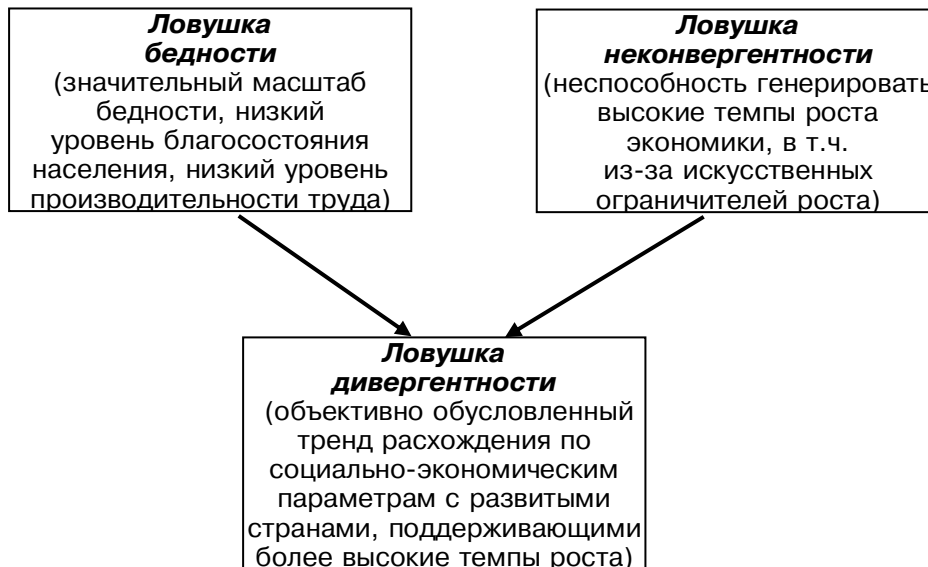 Ловушка
бедности
(значительный масштаб
бедности, низкий
уровень благосостояния
населения, низкий уровень
производительности труда)
Ловушка
неконвергентности
(неспособность генерировать
высокие темпы роста
экономики, в т.ч.
из-за искусственных
ограничителей роста)
Ловушка
дивергентности
(объективно обусловленный
тренд расхождения по
социально-экономическим
параметрам с развитыми
странами, поддерживающими
более высокие темпы роста)